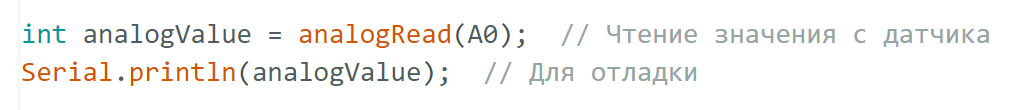 int analogValue = analogRead(A0);  // Чтение значения с датчика
Serial.println(analogValue);  // Для отладки